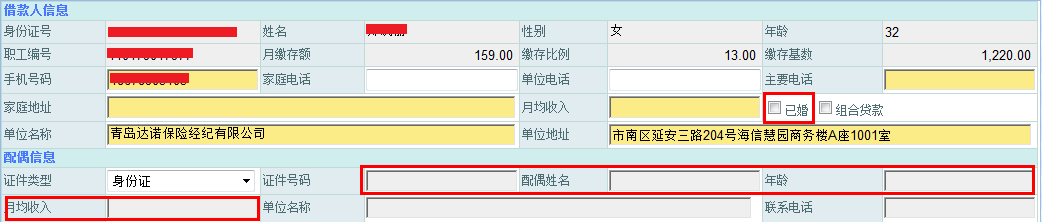 借款人信息
身份证号 姓名 性别 女 年龄 32
职工编号 月缴存额 159.00 缴存比例 13.00 缴存基数 1,220.00
手机号码 家庭电话 单位电话 主要电话
家庭地址 月均收入 已婚 组合贷款
单位名称 青岛达诺保险经纪有限公司 单位地址 市南区延安三路204号海信慧园商务楼A座1001室
配偶信息
证件类型 身份证 证件号码 配偶姓名 年龄
月均收入 单位名称 联系电话